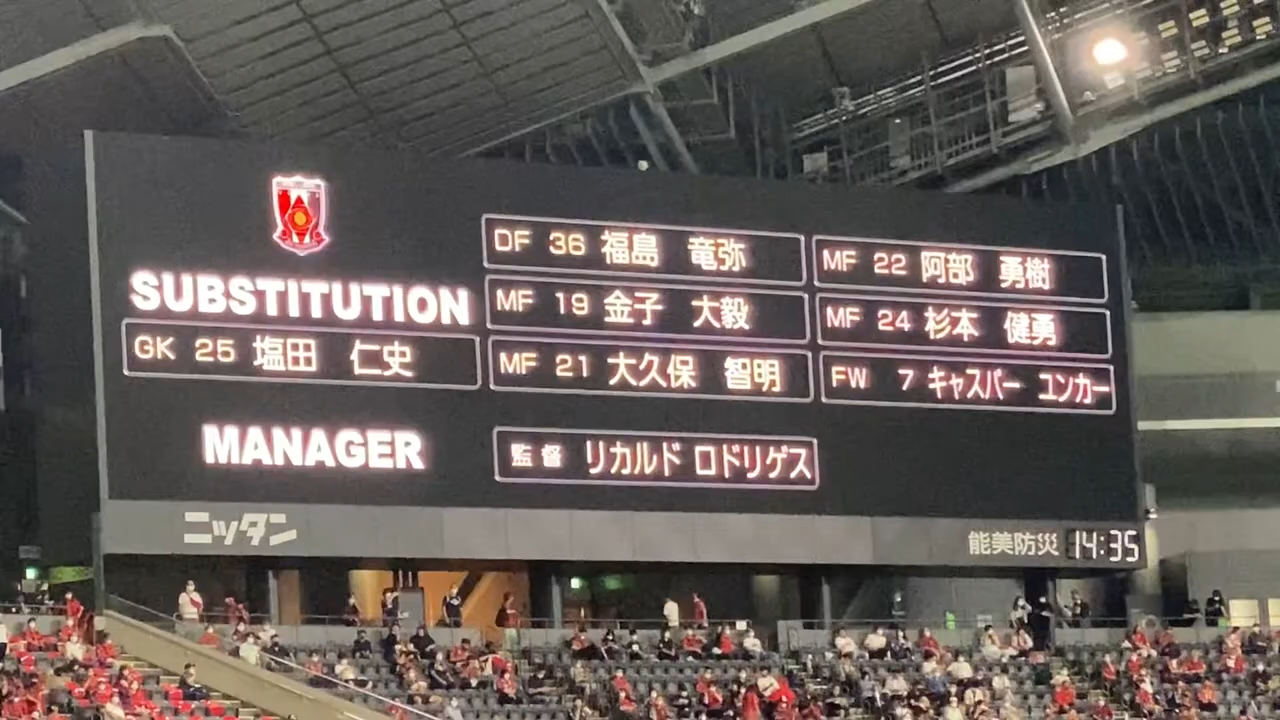 SUBSTITUTION
GK 25 塩田 仁史
DF 36 福島 竜弥
MF 19 金子 大毅
MF 21 大久保 智明
MF 22 阿部 勇樹
MF 24 杉本 健勇
FW 7 キャスパー ユンカー
MANAGER
監督 リカルド ロドリゲス
ニッタン
能美防災 14:35